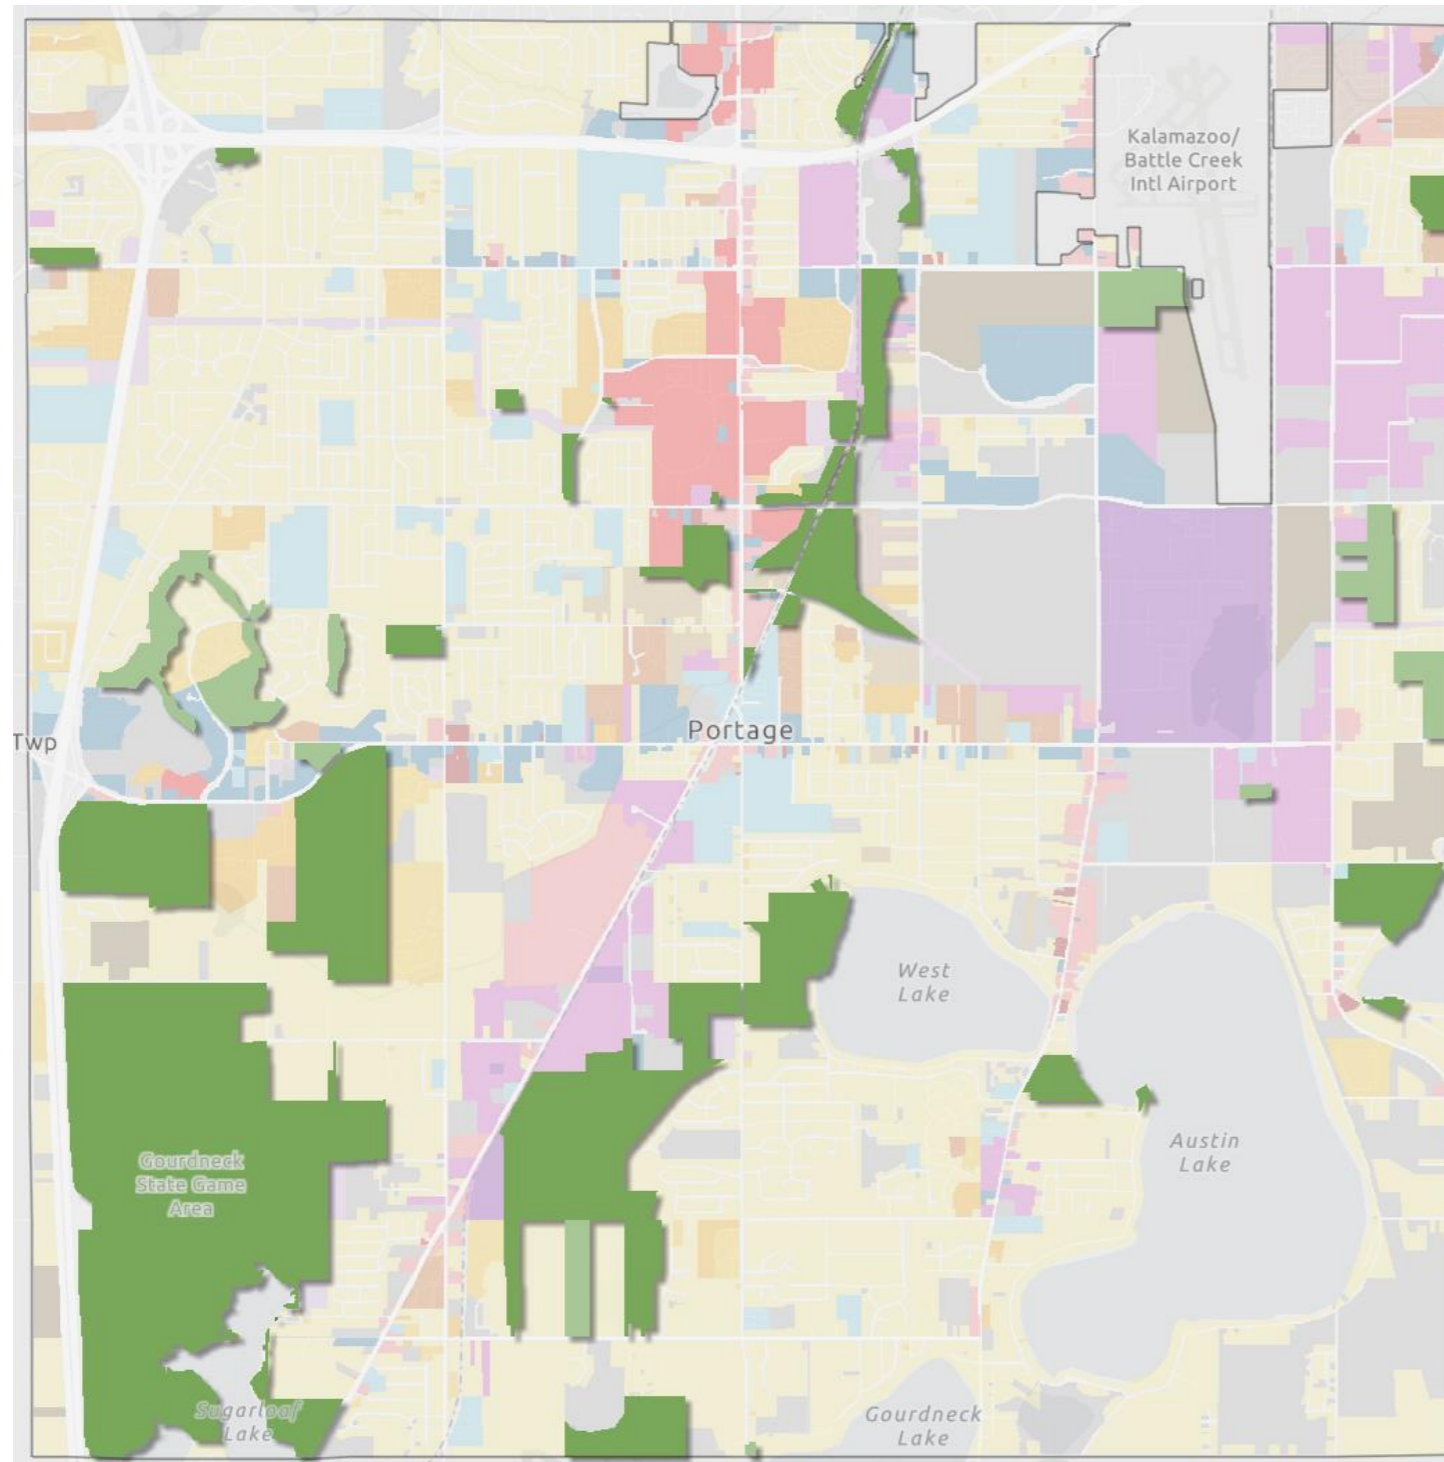 Kalamazoo/
Battle Creek
Intl Airport
Portage
Twp
West
Lake
Austin
Lake
Gourdneck
State Game
Area
Sugarloaf
Lake
Gourdneck
Lake